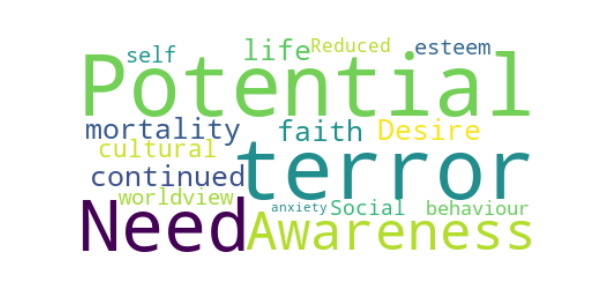 self life Reduced esteem
Potential
mortality faith Desire
cultural terror
continued
worldview
anxiety Social behaviour
Need Awareness